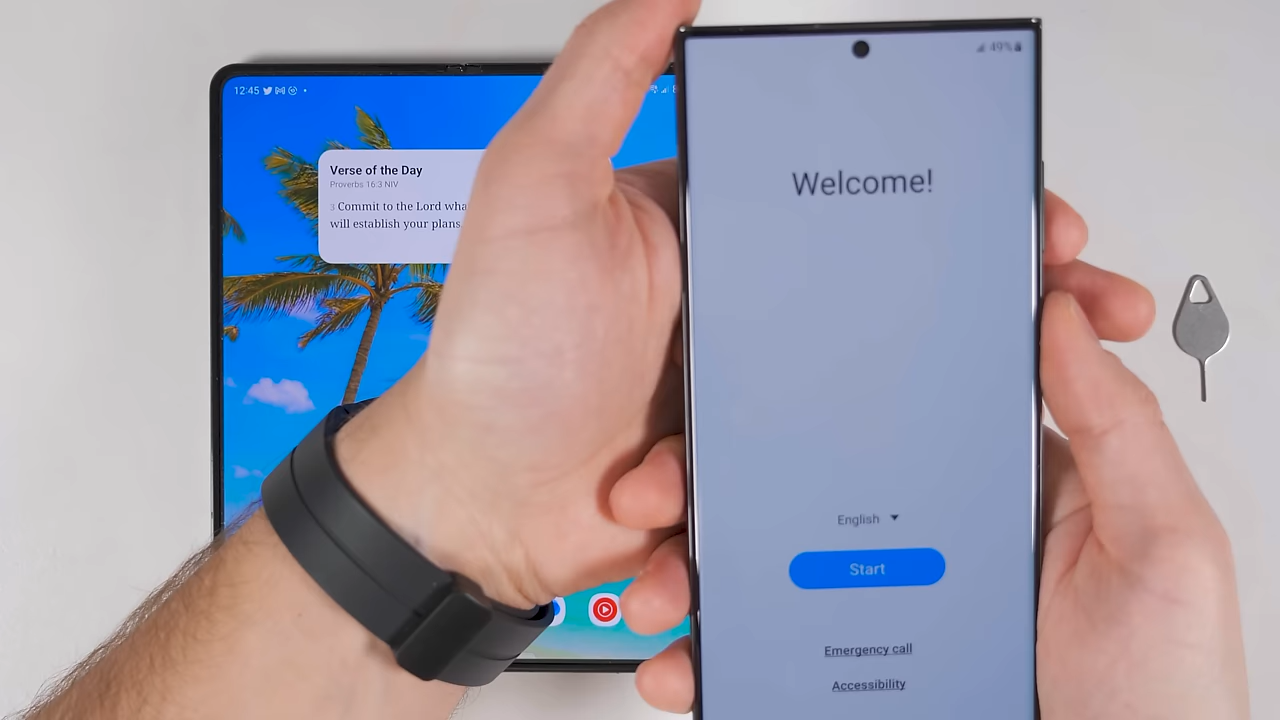 12:45
Verse of the Day
Proverbs 16:3 NIV
3 Commit to the Lord wha
will establish your plans
49%
Welcome!
English
Start
Emergency call
Accessibility